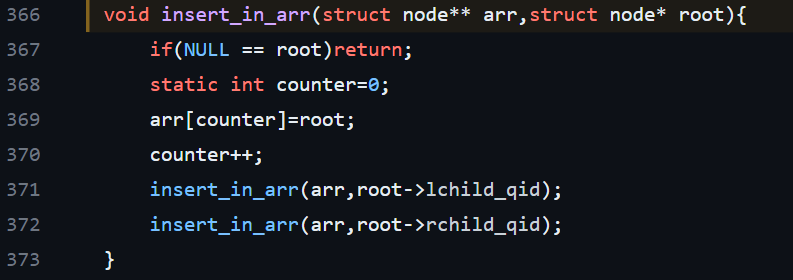 366 void insert_in_arr(struct node** arr,struct node* root){
367 if(NULL == root)return;
368 static int counter=0;
369 arr[counter]=root;
370 counter++;
371 insert_in_arr(arr,root->lchild_qid);
372 insert_in_arr(arr,root->rchild_qid);
373 }